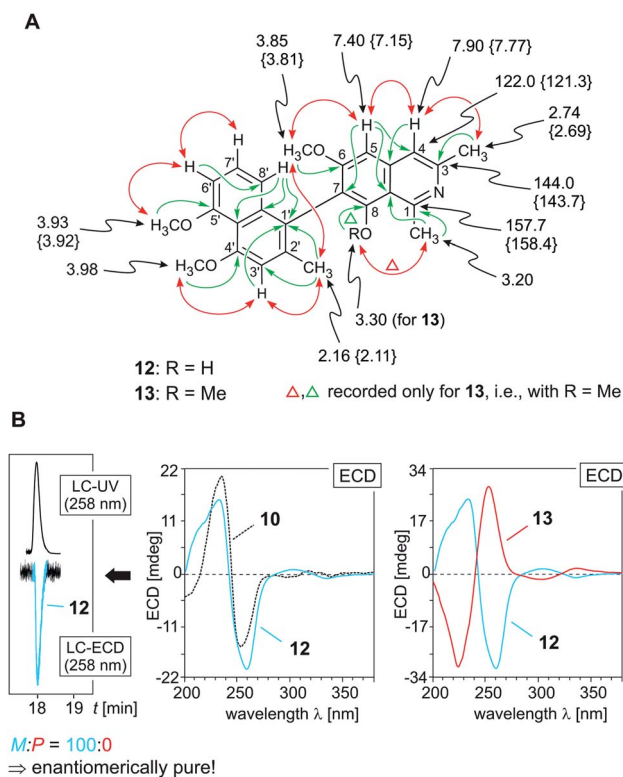 A
3.85
{3.81}
7.40 {7.15}
7.90 {7.77}
122.0 {121.3}
2.74
{2.69}
H
H
H
7'
H
8'
H
6'
H₃CO
6
5
4
CH₃
3
144.0
(143.7)
7
N
1'
8
1
157.7
{158.4}
5'
3.93
{3.92}
H₃CO
4'
2'
RO
CH₃
3.98
H₃CO
3'
CH₃
3.20
H
3.30 (for 13)
2.16 {2.11}
12: R = H
13: R = Me
△,△ recorded only for 13, i.e., with R = Me
B
LC-UV
(258 nm)
12
LC-ECD
(258 nm)
18 19 t [min]
M:P = 100:0
⇒ enantiomerically pure!
ECD
22
11
0
-11
-22
ECD [mdeg]
10
12
200 250 300 350
wavelength λ [nm]
ECD
34
17
0
-17
-34
ECD [mdeg]
13
12
200 250 300 350
wavelength λ [nm]